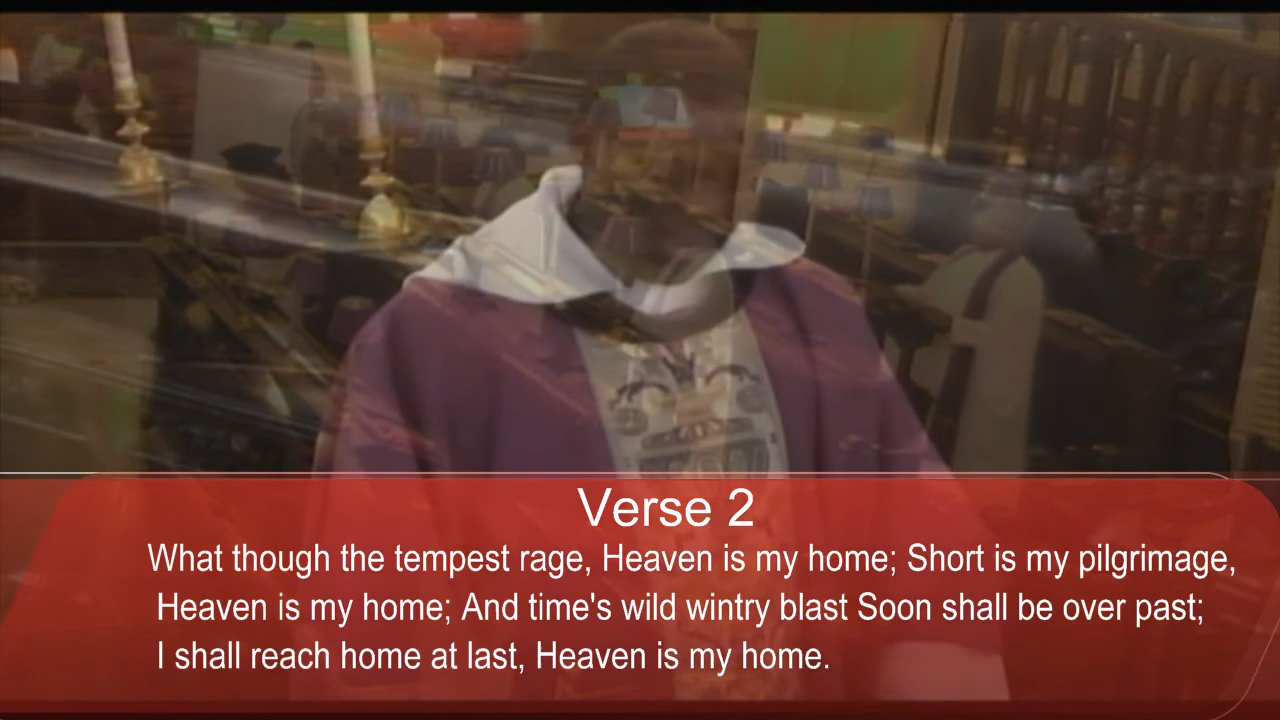 Verse 2
What though the tempest rage, Heaven is my home; Short is my pilgrimage,
Heaven is my home; And time's wild wintry blast Soon shall be over past;
I shall reach home at last, Heaven is my home.